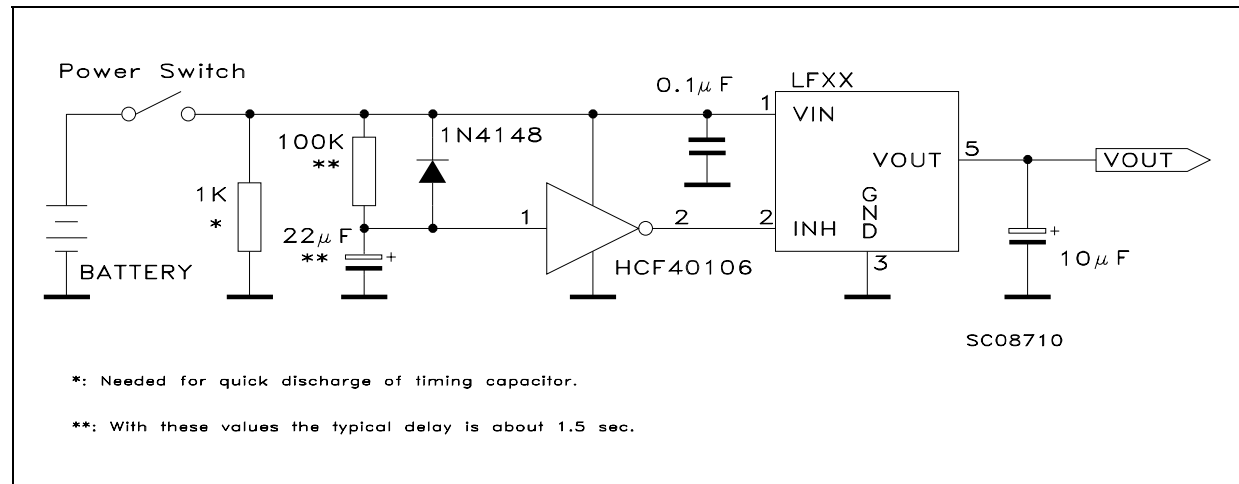 Power Switch
LFXX
0.1μF
1
VIN
100K
**
1N4148
VOUT
5
VOUT
1K
*
G
N
D
22μF
**
+
1
2
2
INH
BATTERY
HCF40106
3
+
10μF
SC08710
*: Needed for quick discharge of timing capacitor.
**: With these values the typical delay is about 1.5 sec.